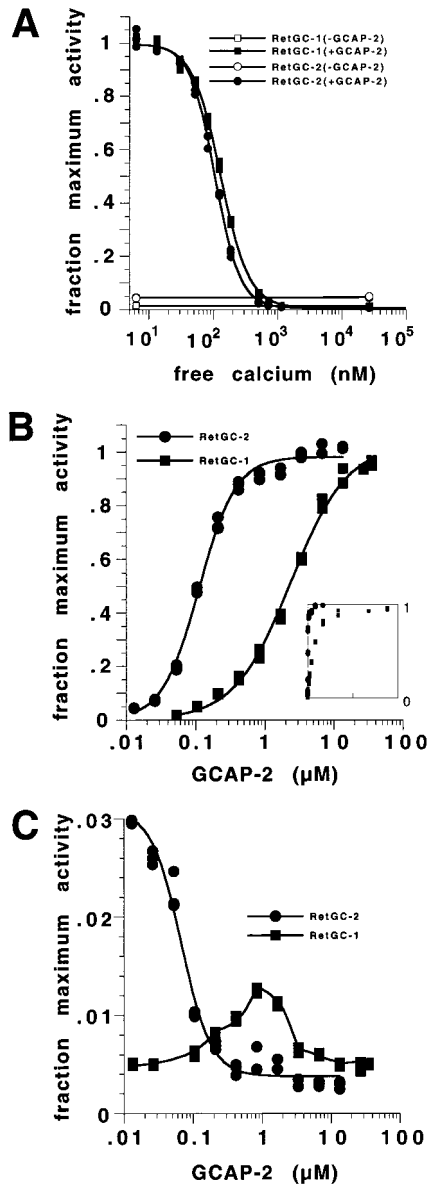 A
RetGC-1(-GCAP-2)
RetGC-1(+GCAP-2)
RetGC-2(-GCAP-2)
RetGC-2(+GCAP-2)
fraction maximum activity
1
.8
.6
.4
.2
0
10^1 10^2 10^3 10^4 10^5
free calcium (nM)
B
RetGC-2
RetGC-1
fraction maximum activity
1
.8
.6
.4
.2
0
1
0
.01 0.1 1 10 100
GCAP-2 (µM)
C
RetGC-2
RetGC-1
fraction maximum activity
.03
.02
.01
0
.01 0.1 1 10 100
GCAP-2 (µM)